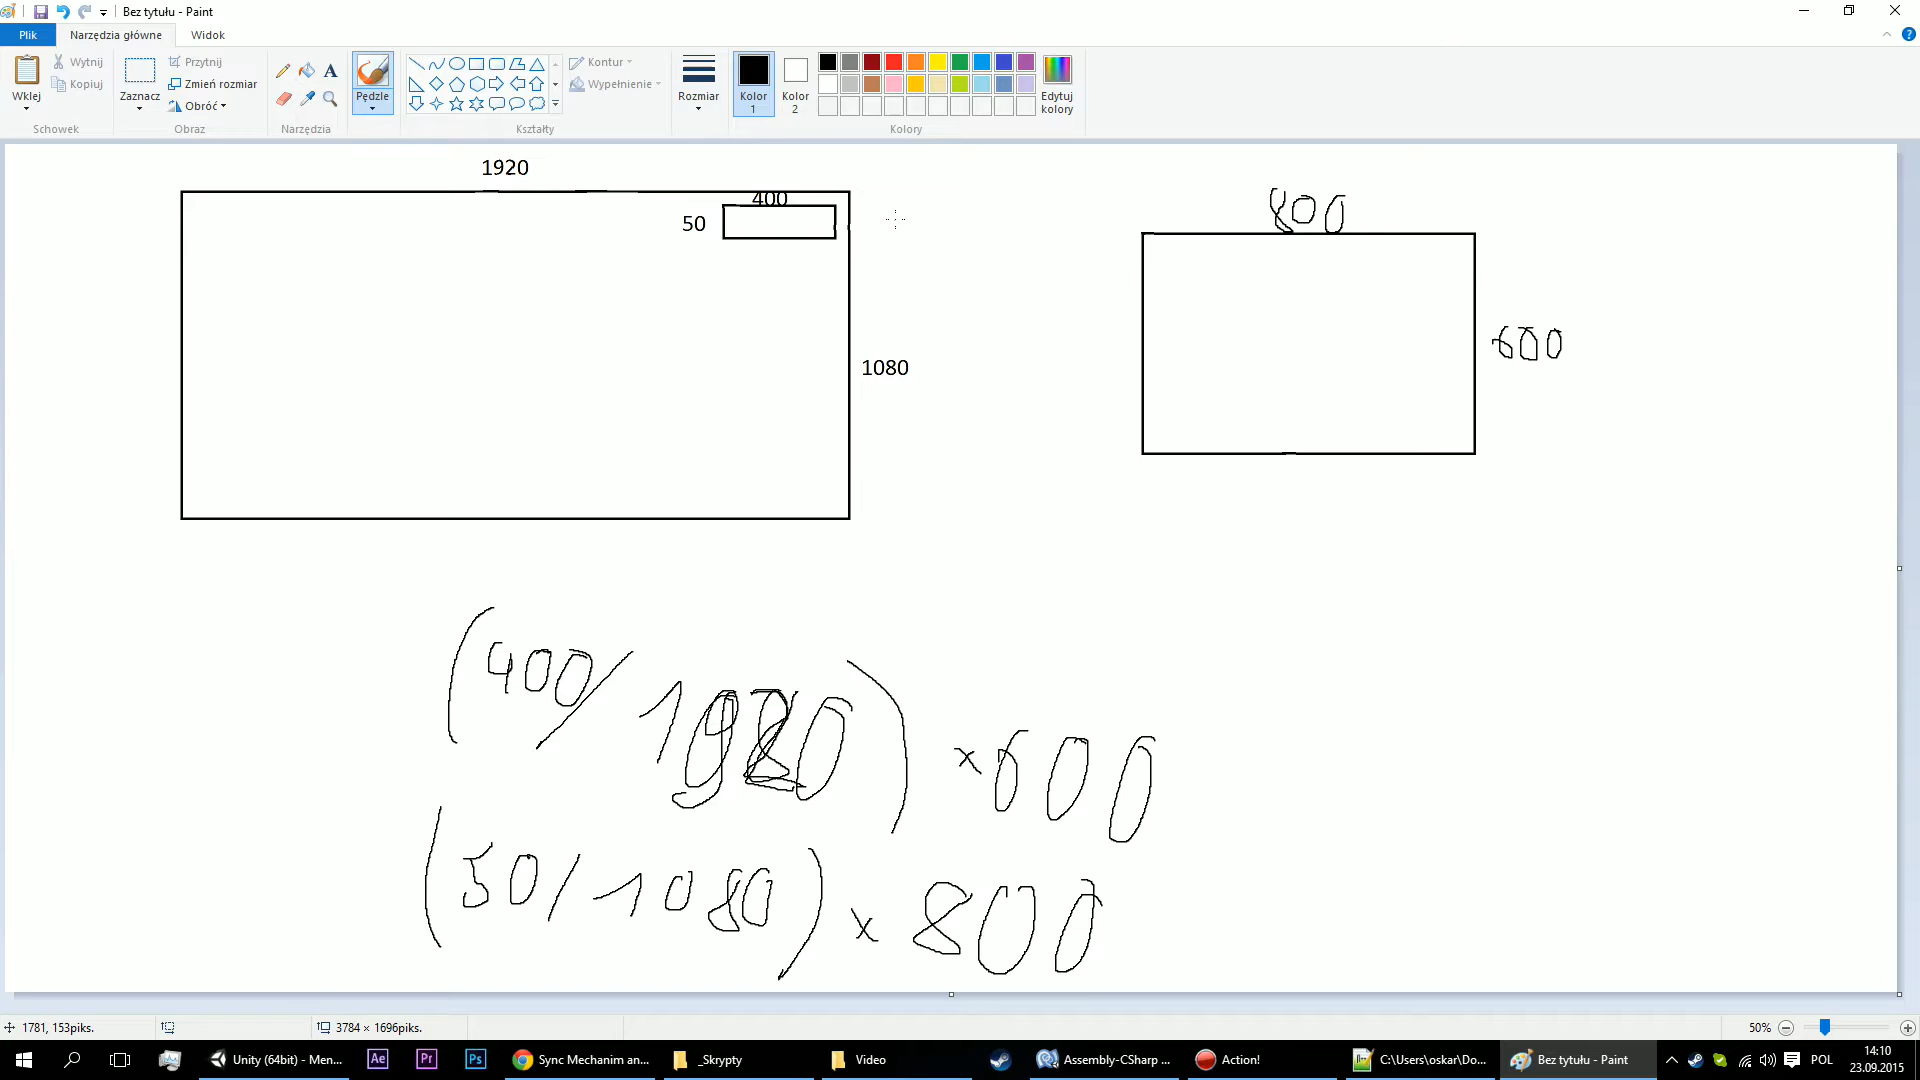 Bez tytułu - Paint
Plik Narzędzia główne Widok
Wklej Wytnij Kopiuj Zaznacz Przytnij Zmień rozmiar Obróć A Pędzle Kontur Wypełnienie Rozmiar Kolor 1 Kolor 2 Edytuj kolory
Schowek Obraz Narzędzia Kształty Kolory
1920
400
50
1080
800
600
(400/1920) x 600
(50/1080) x 800
1781, 153piks. 3784 × 1696piks. 50%
Unity (64bit) - Men... Ae Pr Ps Sync Mechanim an... _Skrypty Video Assembly-CSharp ... Action! C:\Users\oskar\Do... Bez tytułu - Paint POL 14:10
23.09.2015